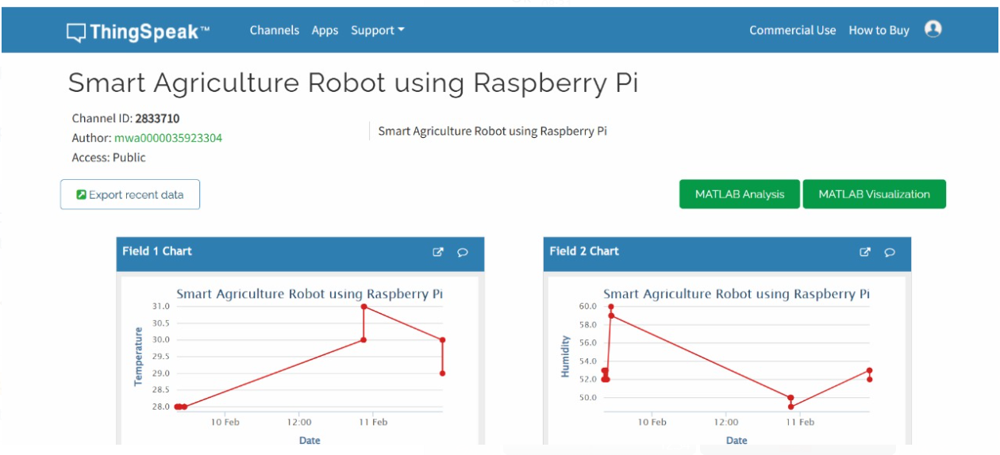 ThingSpeak™ Channels Apps Support Commercial Use How to Buy
Smart Agriculture Robot using Raspberry Pi
Channel ID: 2833710
Author: mwa0000035923304
Access: Public
Smart Agriculture Robot using Raspberry Pi
Export recent data
MATLAB Analysis MATLAB Visualization
Field 1 Chart
Smart Agriculture Robot using Raspberry Pi
Temperature
31.0
30.5
30.0
29.5
29.0
28.5
28.0
10 Feb 12:00 11 Feb
Date
Field 2 Chart
Smart Agriculture Robot using Raspberry Pi
Humidity
60.0
58.0
56.0
54.0
52.0
50.0
10 Feb 12:00 11 Feb
Date